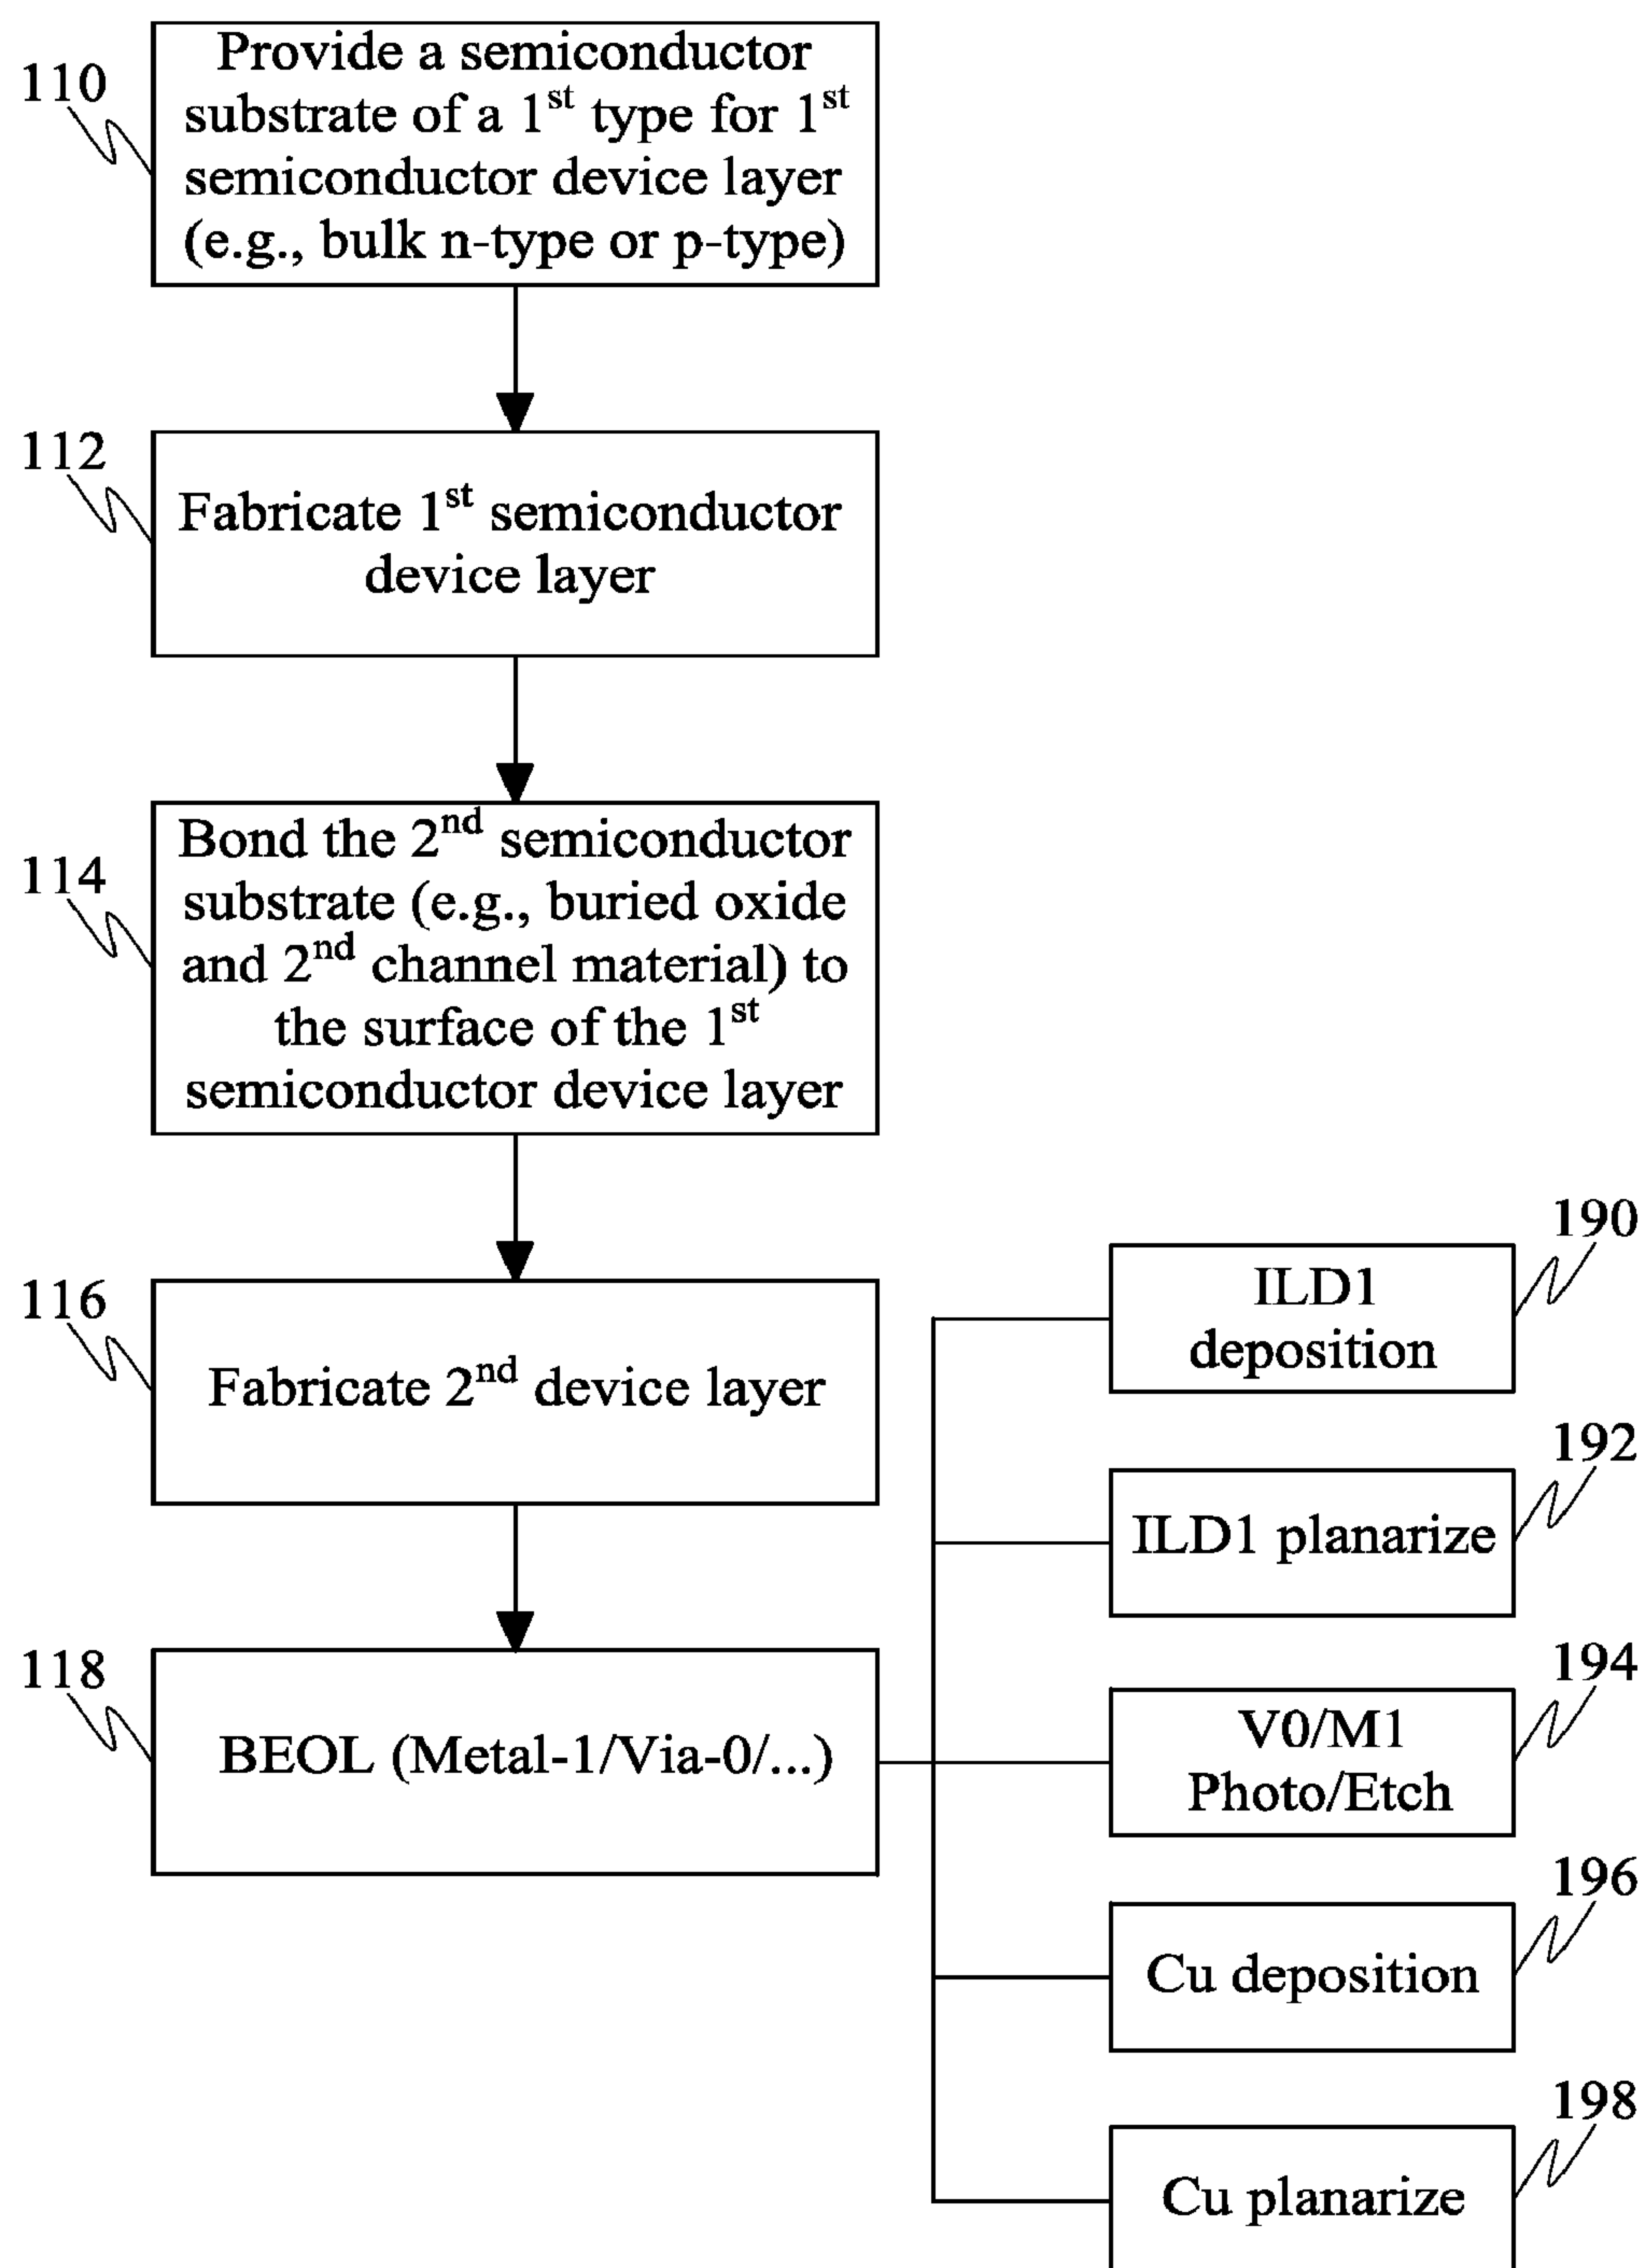 110
Provide a semiconductor
substrate of a 1st type for 1st
semiconductor device layer
(e.g., bulk n-type or p-type)
112
Fabricate 1st semiconductor
device layer
114
Bond the 2nd semiconductor
substrate (e.g., buried oxide
and 2nd channel material) to
the surface of the 1st
semiconductor device layer
116
Fabricate 2nd device layer
118
BEOL (Metal-1/Via-0/...)
190
ILD1
deposition
192
ILD1 planarize
194
V0/M1
Photo/Etch
196
Cu deposition
198
Cu planarize